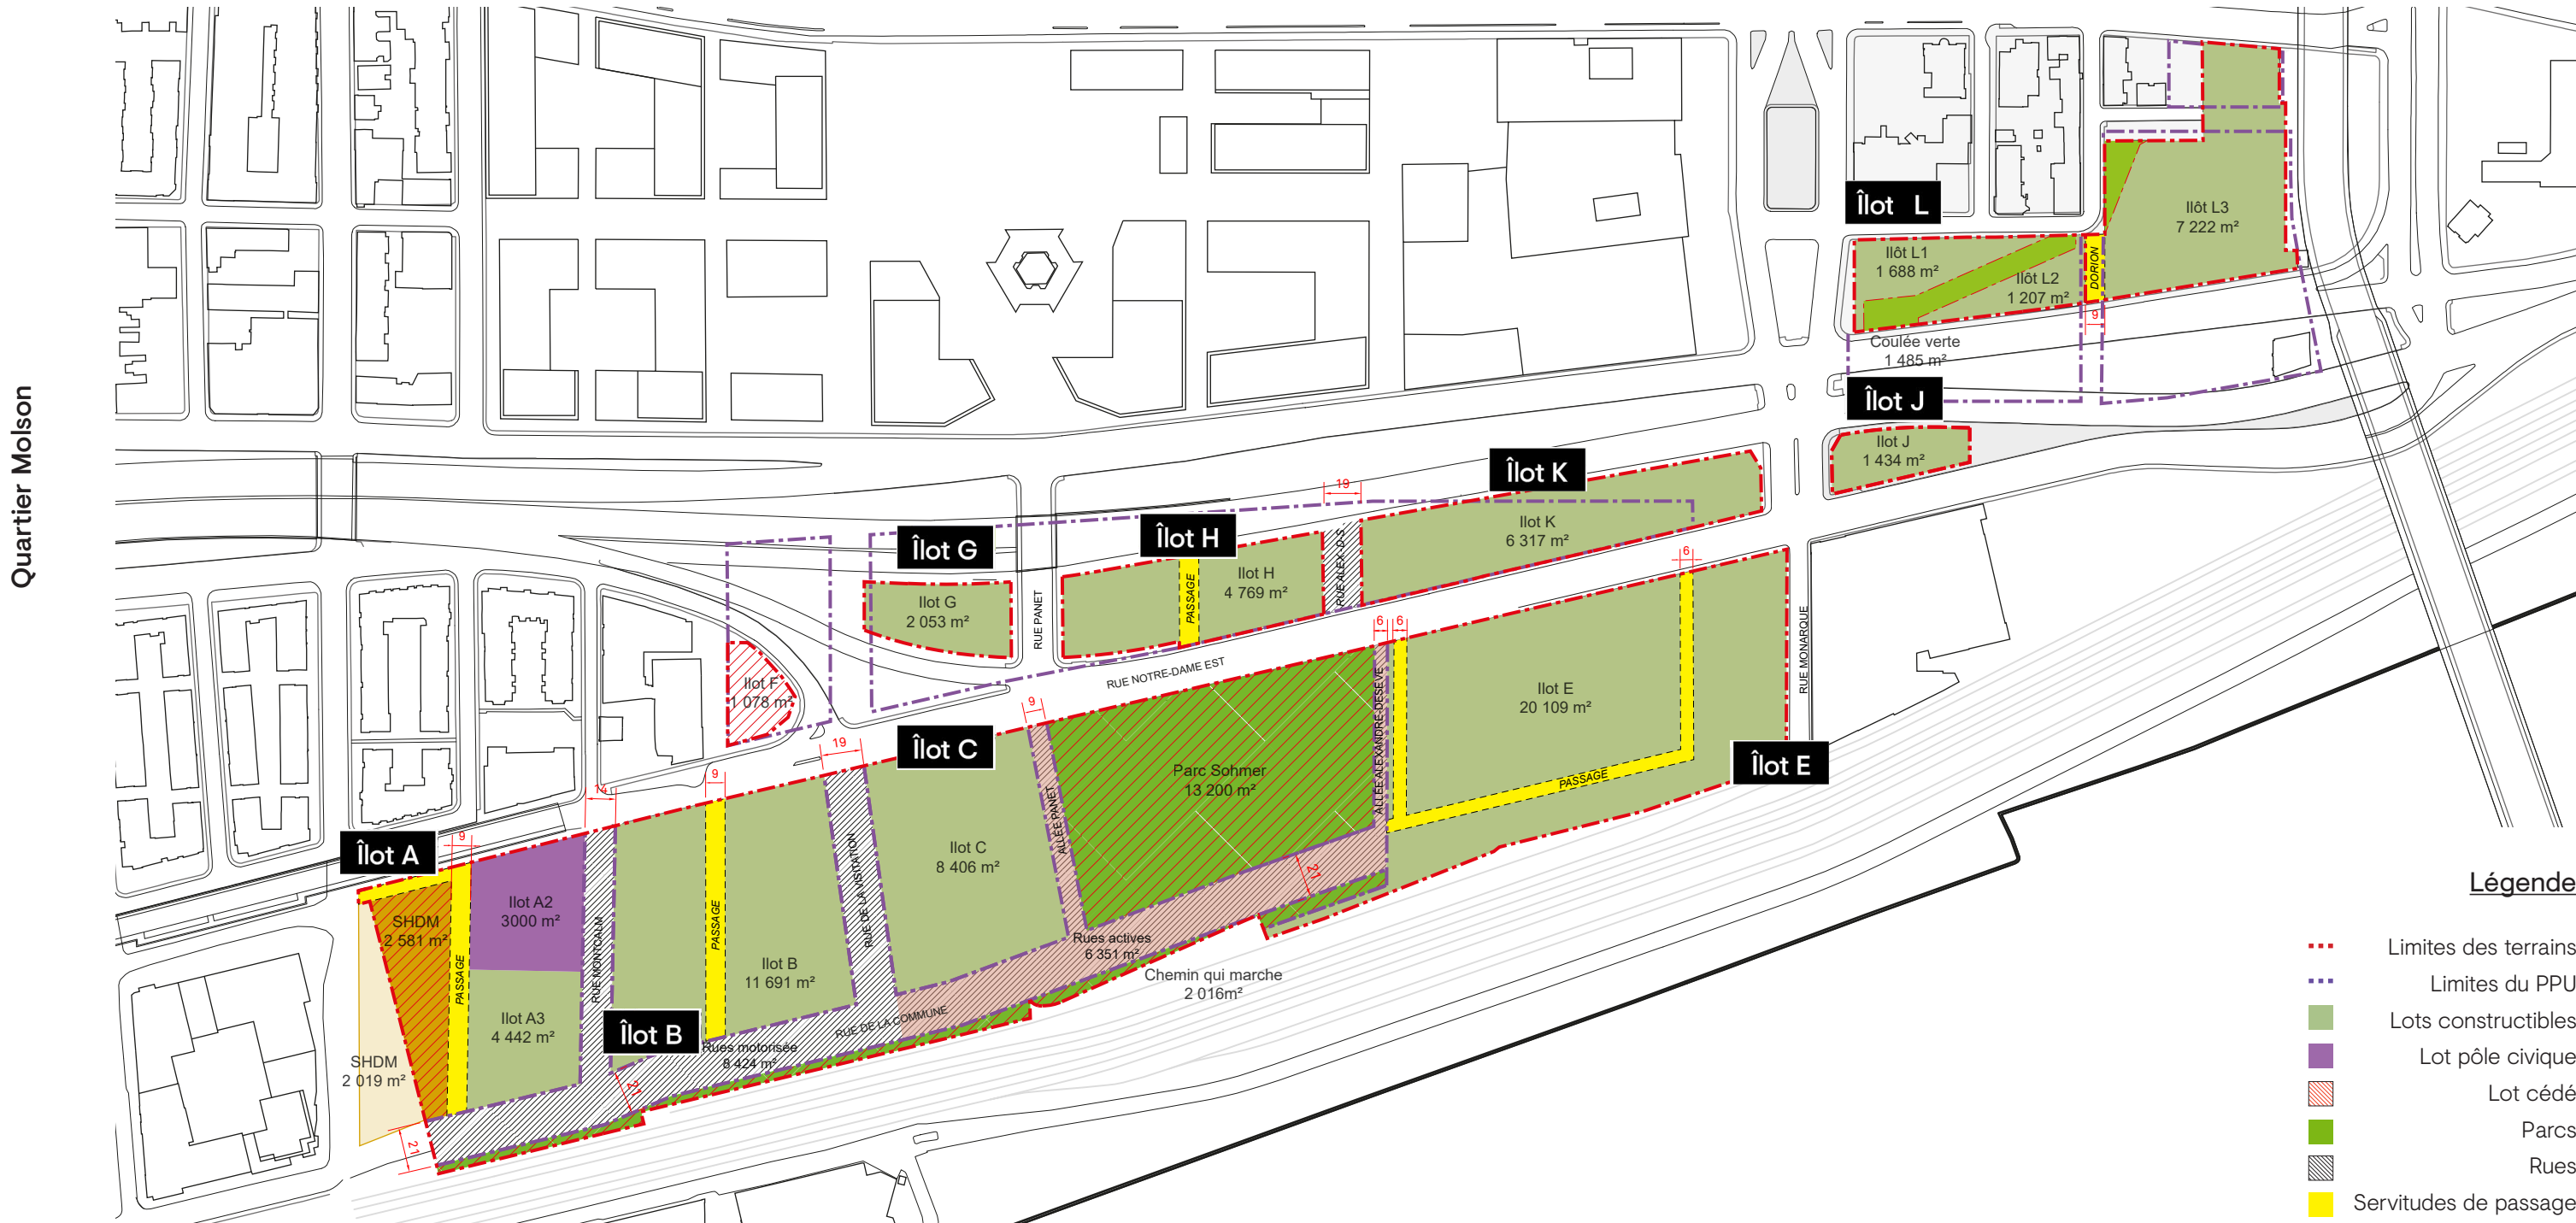 Quartier Molson
Îlot L
Ilôt L3
7 222 m²
Ilôt L1
1 688 m²
Ilôt L2
1 207 m²
DORION
9
Coulée verte
1 485 m²
Îlot J
Ilot J
1 434 m²
Îlot K
19
Ilot K
6 317 m²
Îlot H
Îlot G
RUE ALEX-D-S
Ilot H
4 769 m²
PASSAGE
Ilot G
2 053 m²
RUE PANET
6
6
6
RUE MONARQUE
RUE NOTRE-DAME EST
Ilot F
1 078 m²
Ilot E
20 109 m²
ALLÉE ALEXANDRE-DESÈVE
9
19
Îlot C
Îlot E
Parc Sohmer
13 200 m²
PASSAGE
9
14
ALLÉE PANET
Îlot A
9
Ilot C
8 406 m²
RUE DE LA VISITATION
21
Ilot A2
3000 m²
SHDM
2 581 m²
PASSAGE
RUE MONTCALM
PASSAGE
Ilot B
11 691 m²
Rues actives
6 351 m²
Chemin qui marche
2 016m²
Ilot A3
4 442 m²
Îlot B
RUE DE LA COMMUNE
Rues motorisée
8 424 m²
SHDM
2 019 m²
21
21
Légende
Limites des terrains
Limites du PPU
Lots constructibles
Lot pôle civique
Lot cédé
Parcs
Rues
Servitudes de passage